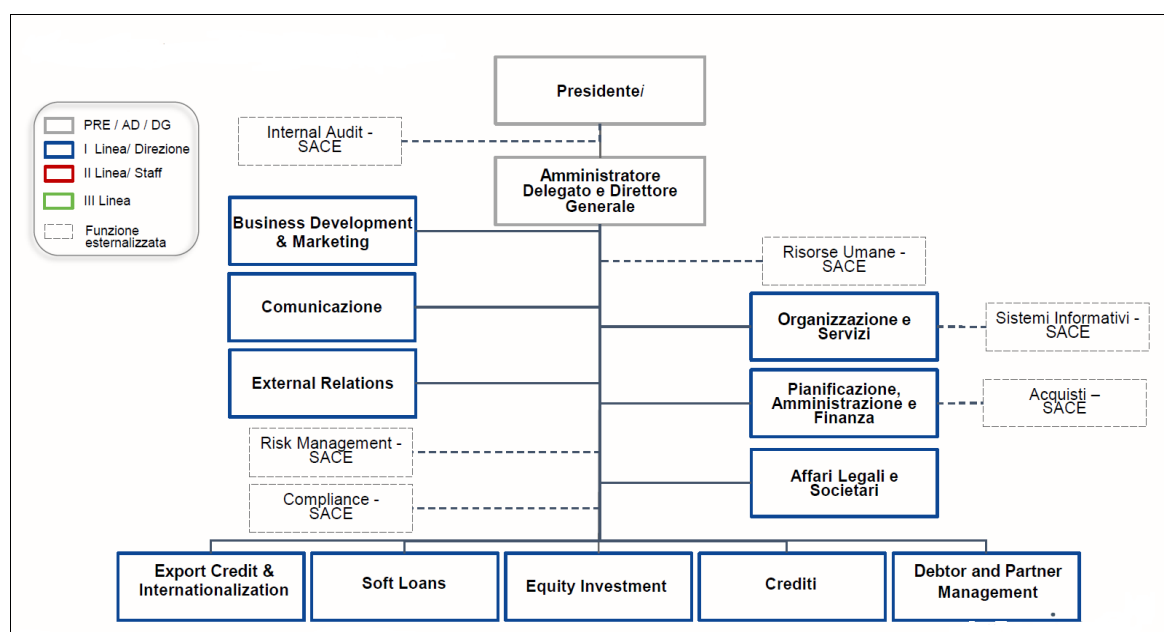 Presidentei
PRE / AD / DG
I Linea/ Direzione
II Linea/ Staff
III Linea
Funzione
esternalizzata
Internal Audit -
SACE
Amministratore
Delegato e Direttore
Generale
Business Development
& Marketing
Risorse Umane -
SACE
Comunicazione
Organizzazione e
Servizi
Sistemi Informativi -
SACE
External Relations
Pianificazione,
Amministrazione e
Finanza
Acquisti –
SACE
Risk Management -
SACE
Affari Legali e
Societari
Compliance -
SACE
Export Credit &
Internationalization
Soft Loans
Equity Investment
Crediti
Debtor and Partner
Management